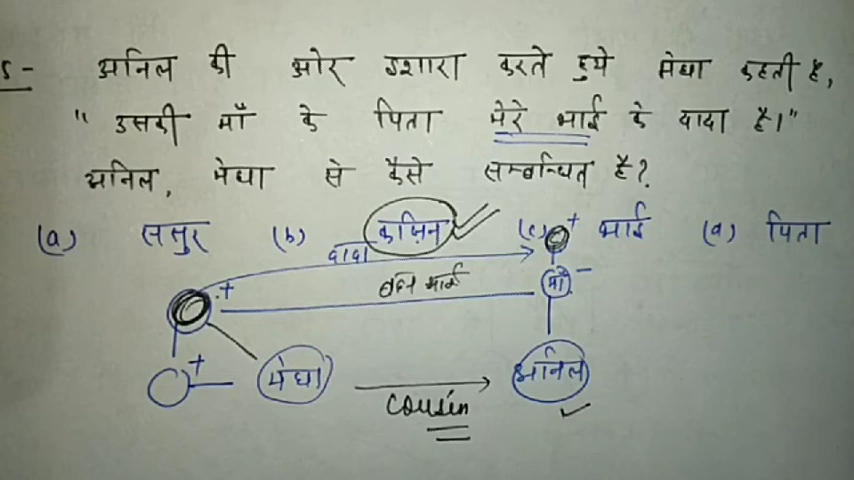 5- अनिल की ओर इशारा करते हुये मेघा कहती है,
" उसकी माँ के पिता मेरे भाई के दादा है।"
अनिल, मेघा से कैसे सम्बन्धित है?
(a) ससुर (b) कज़िन (c) भाई (d) पिता
दादा +
+ बहन भाई माँ -
+ मेघा अनिल
cousin